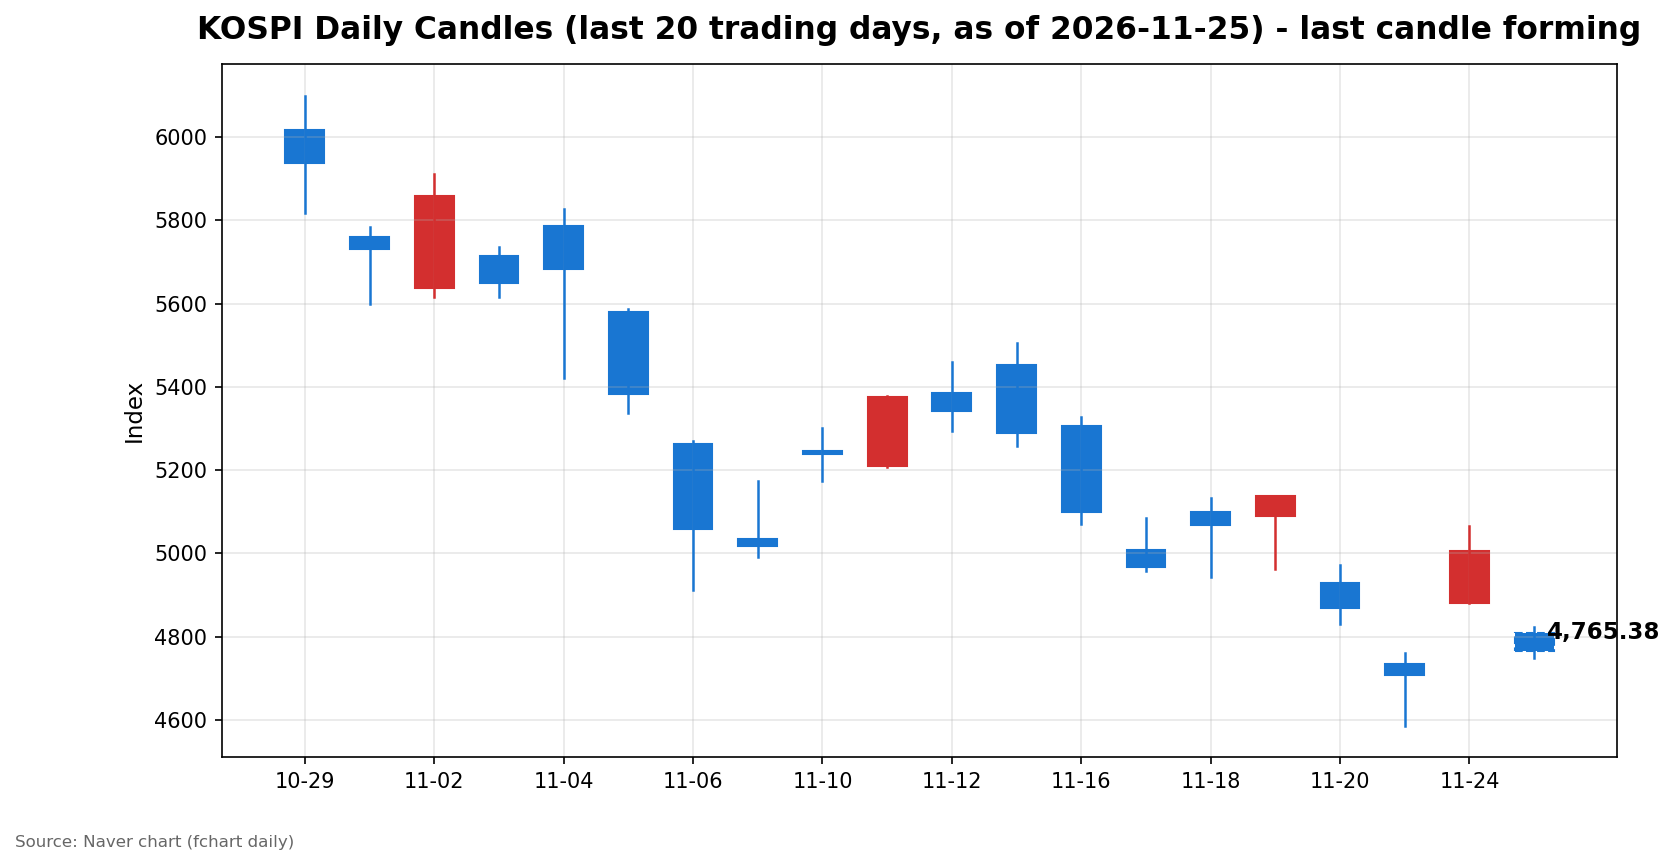 KOSPI Daily Candles (last 20 trading days, as of 2026-11-25) - last candle forming
Index
6000
5800
5600
5400
5200
5000
4800
4600
4,765.38
10-29 11-02 11-04 11-06 11-10 11-12 11-16 11-18 11-20 11-24
Source: Naver chart (fchart daily)